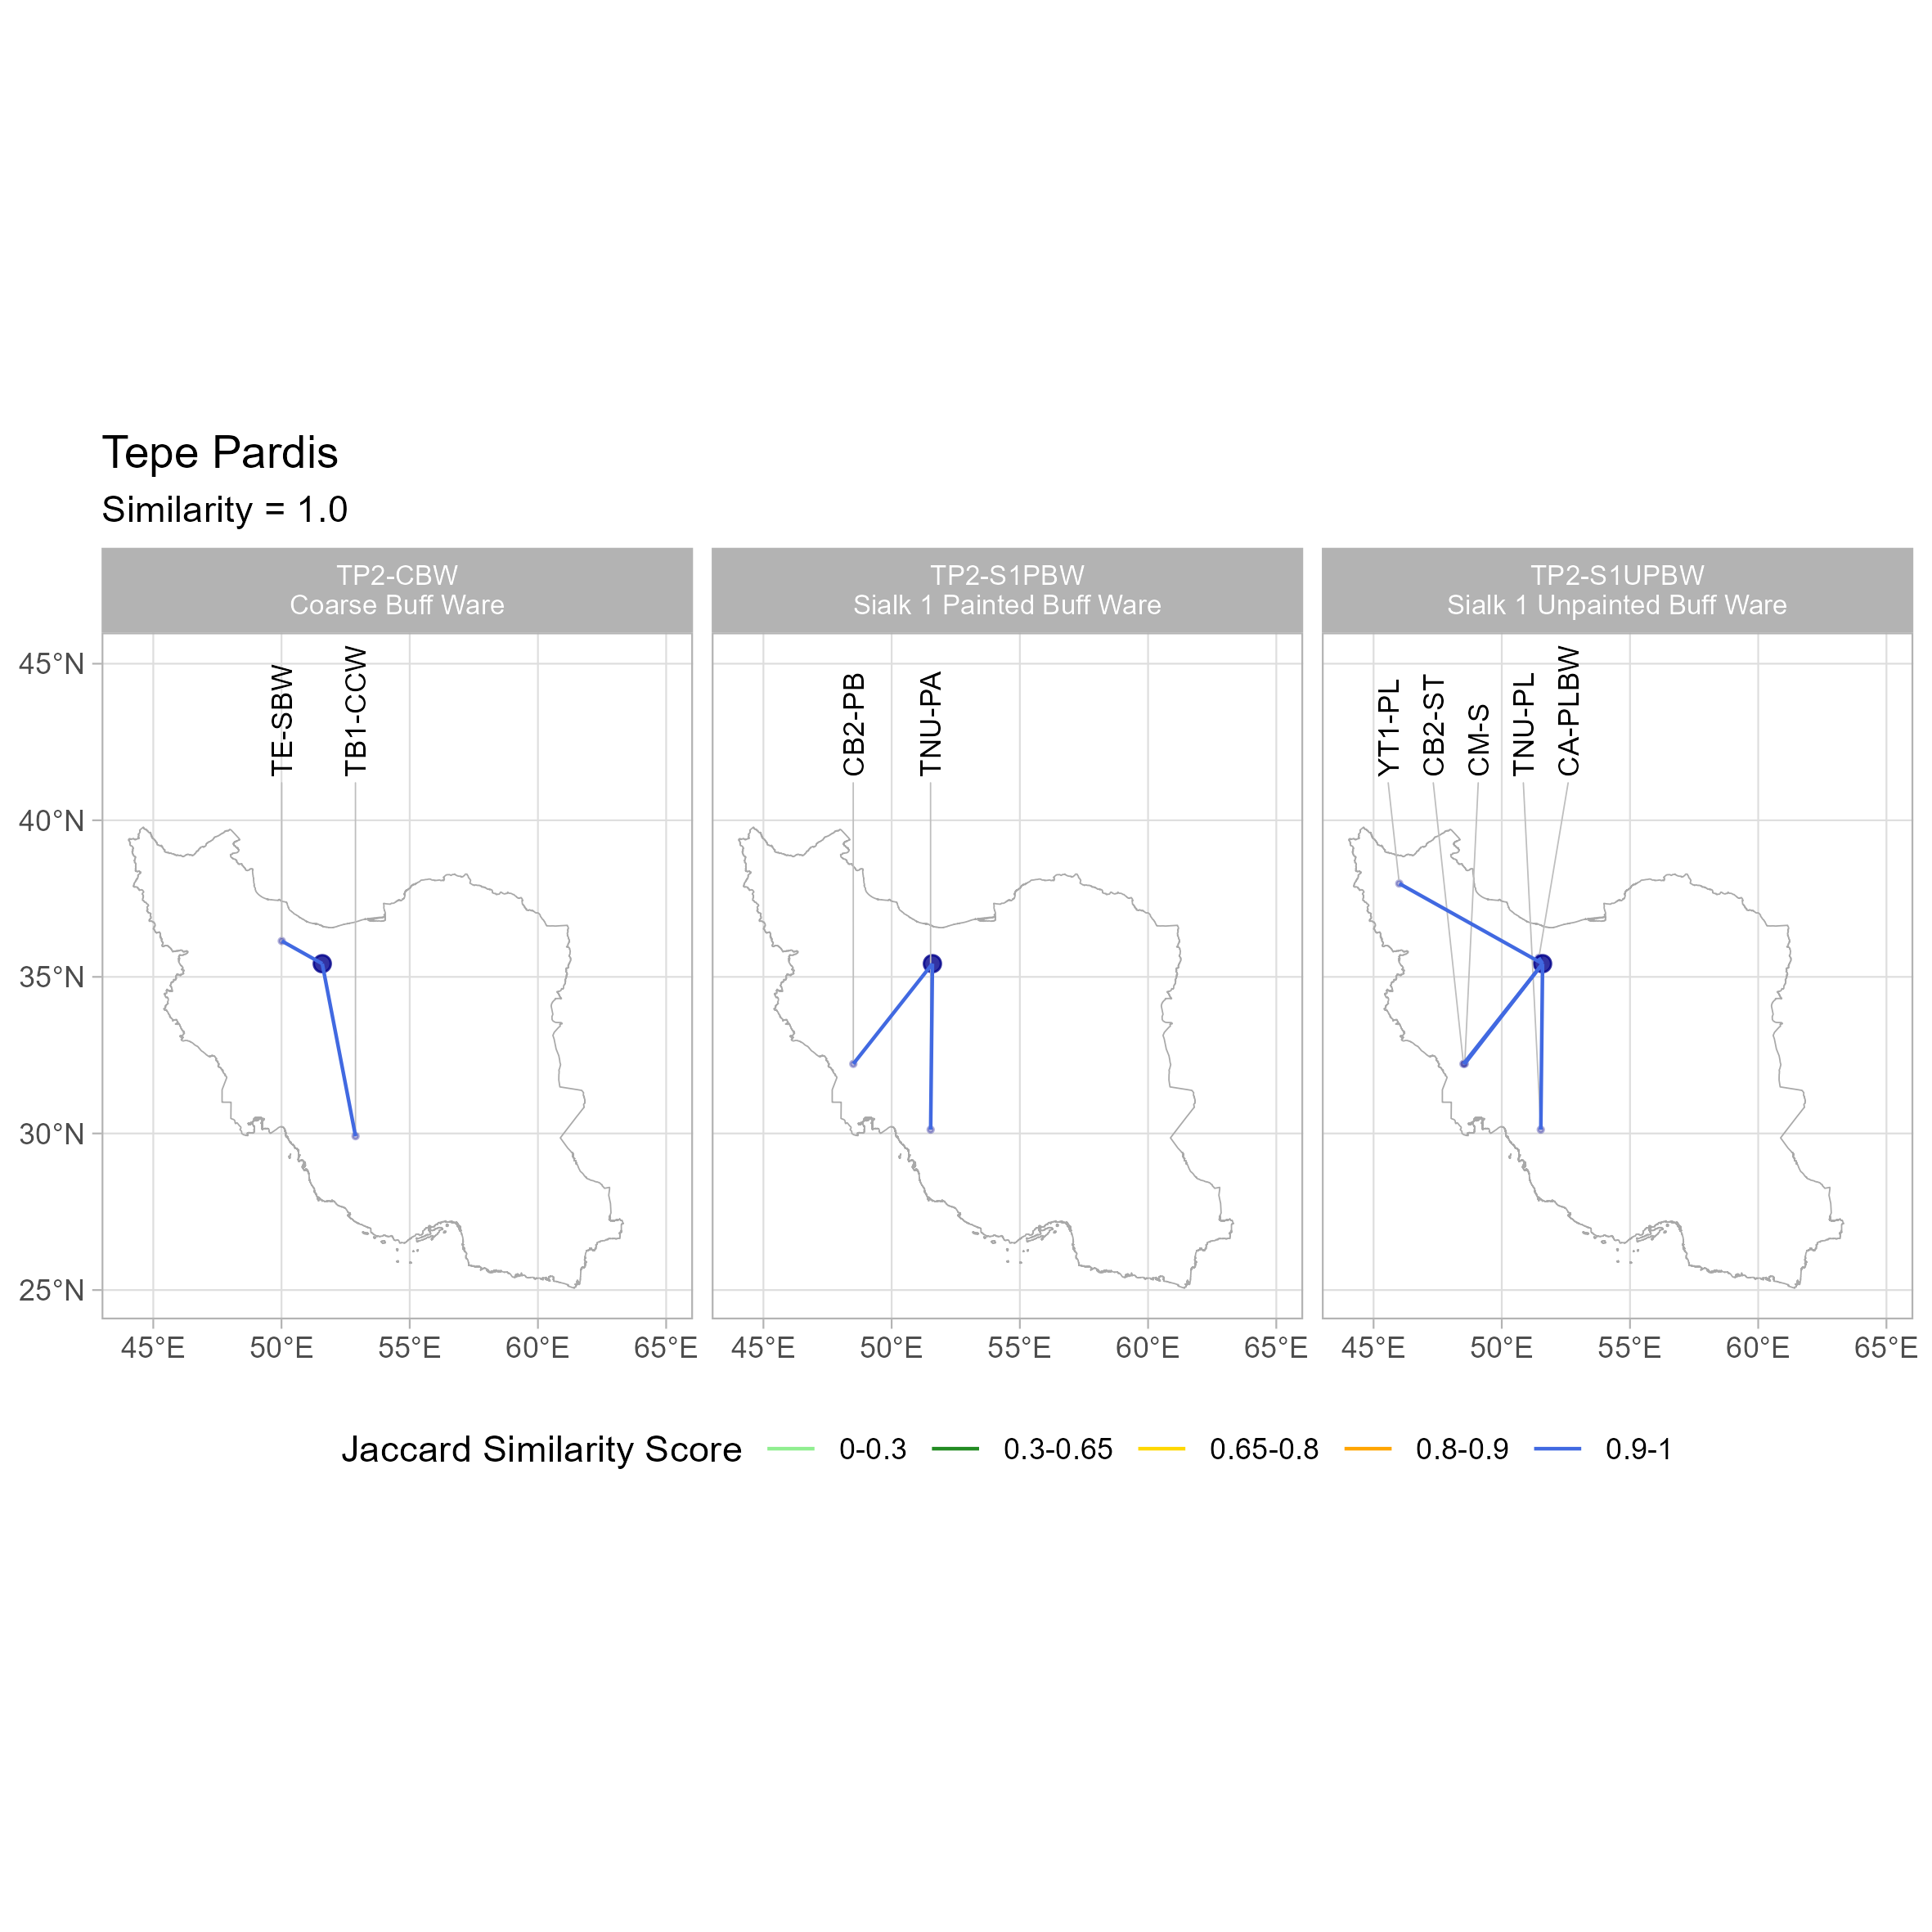 Tepe Pardis
Similarity = 1.0
TP2-CBW
Coarse Buff Ware
TP2-S1PBW
Sialk 1 Painted Buff Ware
TP2-S1UPBW
Sialk 1 Unpainted Buff Ware
TE-SBW
TB1-CCW
CB2-PB
TNU-PA
YT1-PL
CB2-ST
CM-S
TNU-PL
CA-PLBW
45°N
40°N
35°N
30°N
25°N
45°E 50°E 55°E 60°E 65°E
45°E 50°E 55°E 60°E 65°E
45°E 50°E 55°E 60°E 65°E
Jaccard Similarity Score 0-0.3 0.3-0.65 0.65-0.8 0.8-0.9 0.9-1